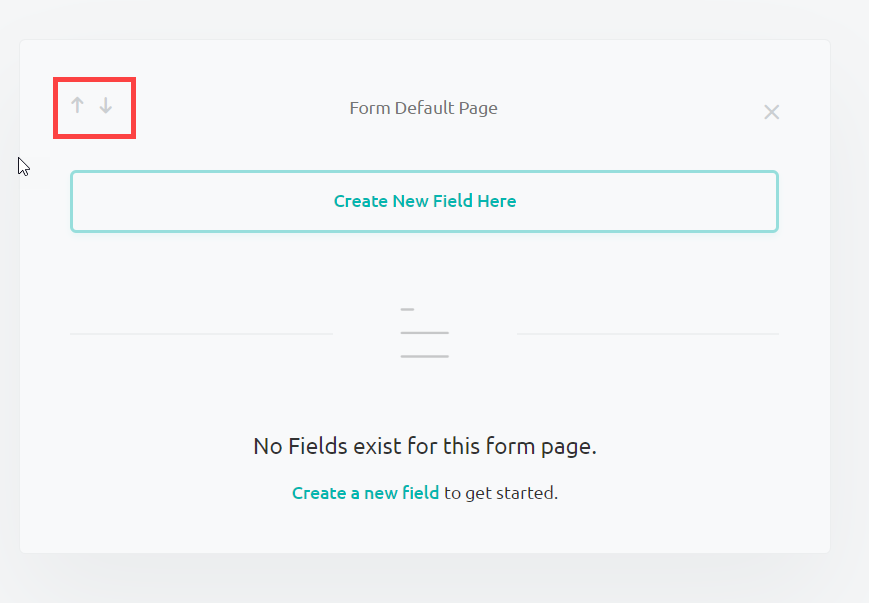 Form Default Page
Create New Field Here
No Fields exist for this form page.
Create a new field to get started.